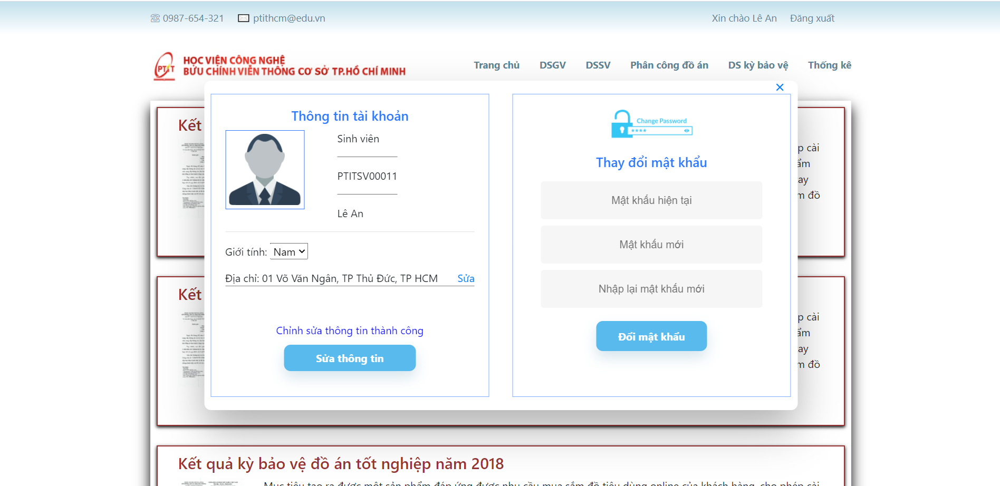 0987-654-321
ptithcm@edu.vn
Xin chào Lê An
Đăng xuất
PTIT
HỌC VIỆN CÔNG NGHỆ
BƯU CHÍNH VIỄN THÔNG CƠ SỞ TP.HỒ CHÍ MINH
Trang chủ
DSGV
DSSV
Phân công đồ án
DS kỳ bảo vệ
Thống kê
×
Thông tin tài khoản
Sinh viên
PTITSV00011
Lê An
Giới tính: Nam
Địa chỉ: 01 Võ Văn Ngân, TP Thủ Đức, TP HCM
Sửa
Chỉnh sửa thông tin thành công
Sửa thông tin
Change Password
****
Thay đổi mật khẩu
Mật khẩu hiện tại
Mật khẩu mới
Nhập lại mật khẩu mới
Đổi mật khẩu
Kết
p cài
ẩm
ay
m đồ
Kết
p cài
ẩm
ay
m đồ
Kết quả kỳ bảo vệ đồ án tốt nghiệp năm 2018
Mục tiêu tạo ra được một sản phẩm đáp ứng được nhu cầu mua sắm đồ tiêu dùng online của khách hàng, cho phép cài